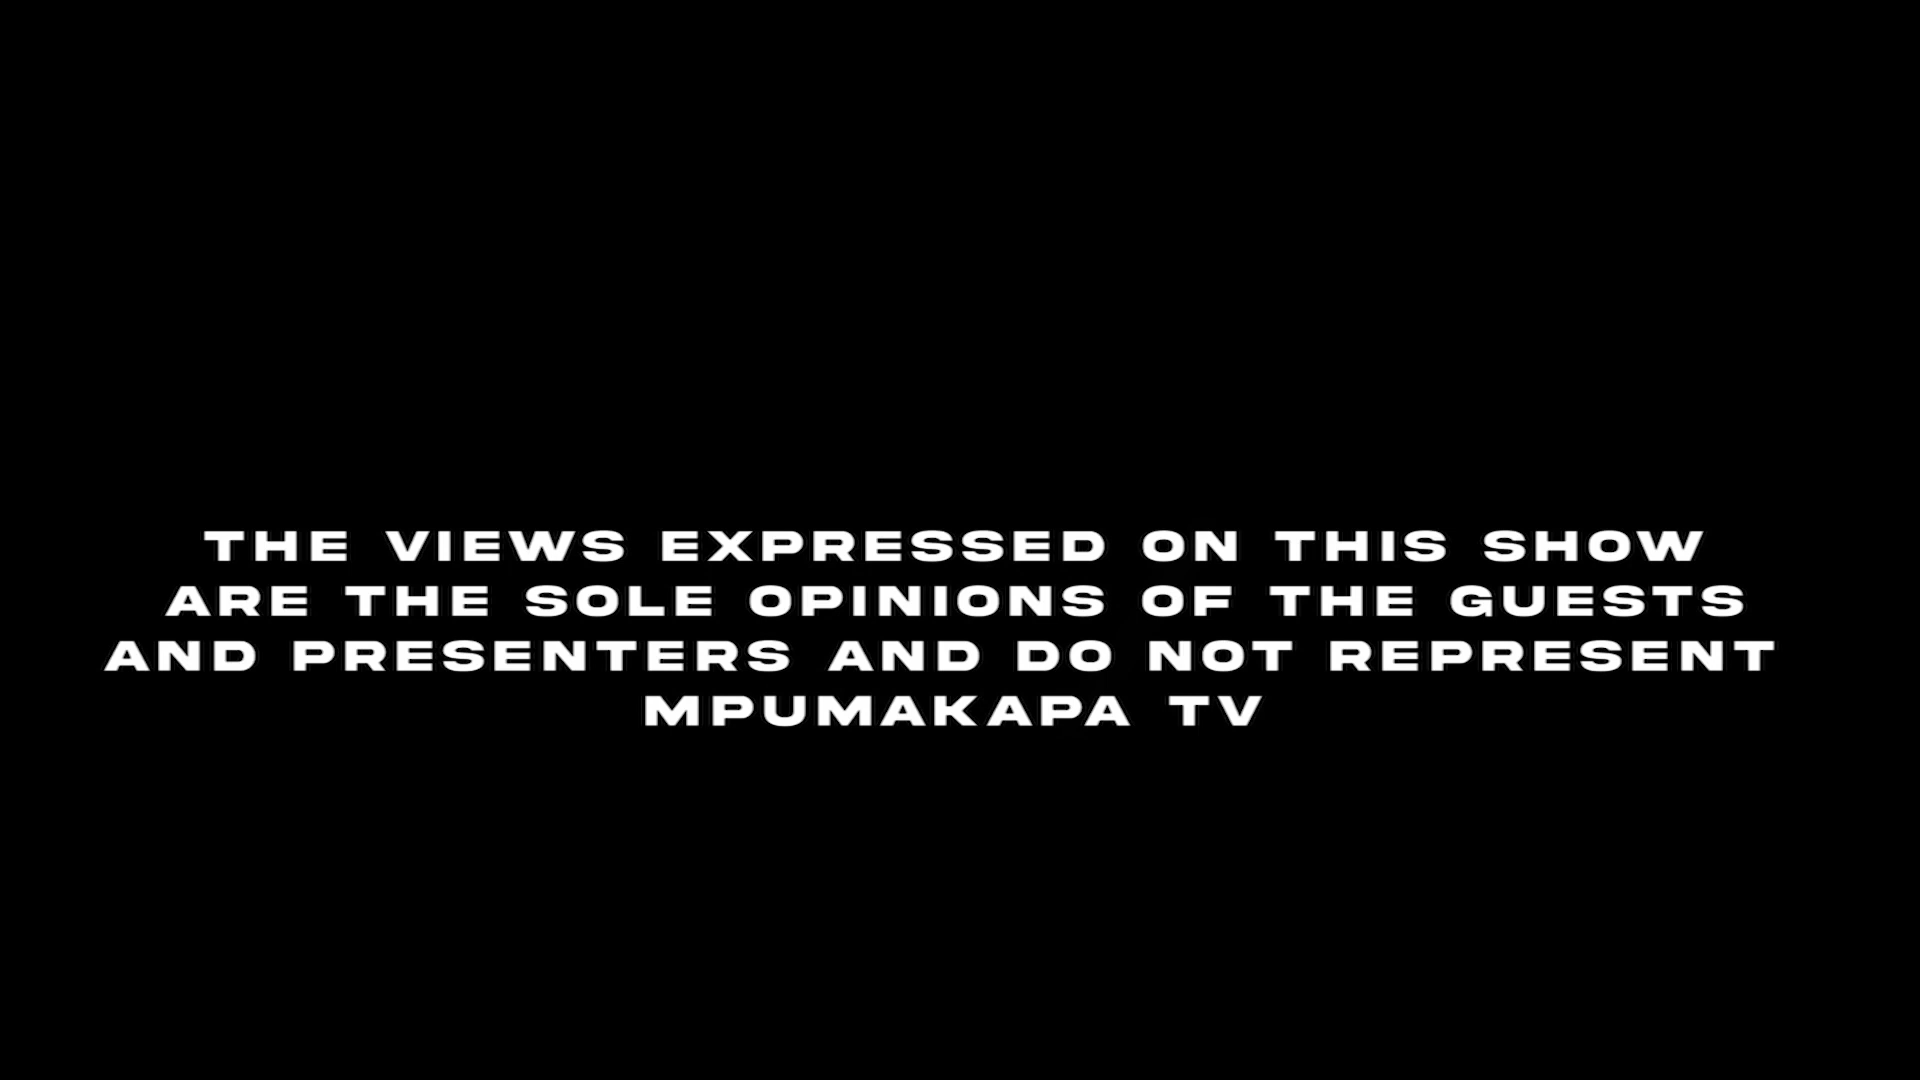 THE VIEWS EXPRESSED ON THIS SHOW
ARE THE SOLE OPINIONS OF THE GUESTS
AND PRESENTERS AND DO NOT REPRESENT
MPUMAKAPA TV